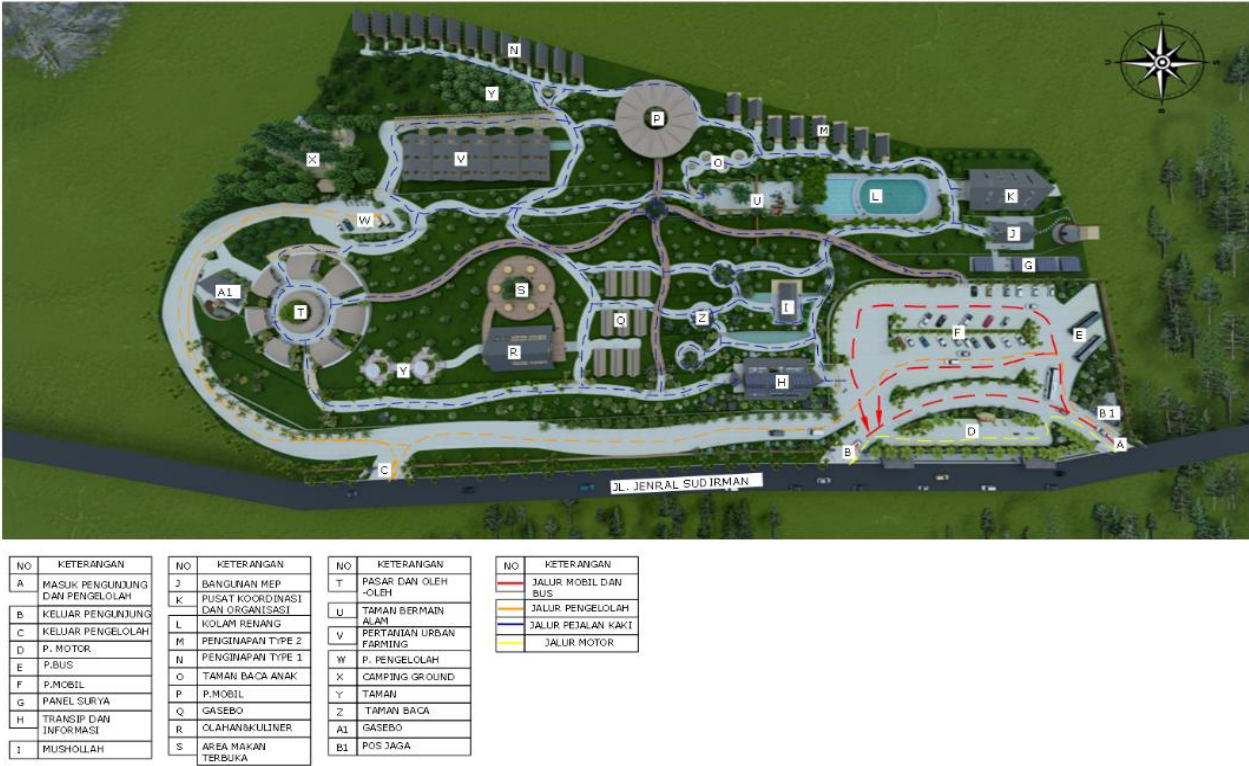 N
Y
P
M
X
V
O
K
W
U
L
J
G
A1
S
T
Z
I
Q
F
E
R
Y
H
B1
D
A
B
C
JL. JENRAL SUDIRMAN
NO KETERANGAN
A MASUK PENGUNJUNG
DAN PENGELOLAH
B KELUAR PENGUNJUNG
C KELUAR PENGELOLAH
D P. MOTOR
E P.BUS
F P.MOBIL
G PANEL SURYA
H TRANSIP DAN
INFORMASI
I MUSHOLLAH
NO KETERANGAN
J BANGUNAN MEP
K PUSAT KOORDINASI
DAN ORGANISASI
L KOLAM RENANG
M PENGINAPAN TYPE 2
N PENGINAPAN TYPE 1
O TAMAN BACA ANAK
P P.MOBIL
Q GASEBO
R OLAHAN&KULINER
S AREA MAKAN
TERBUKA
NO KETERANGAN
T PASAR DAN OLEH
-OLEH
U TAMAN BERMAIN
ALAM
V PERTANIAN URBAN
FARMING
W P. PENGELOLAH
X CAMPING GROUND
Y TAMAN
Z TAMAN BACA
A1 GASEBO
B1 POS JAGA
NO KETERANGAN
JALUR MOBIL DAN
BUS
JALUR PENGELOLAH
JALUR PEJALAN KAKI
JALUR MOTOR